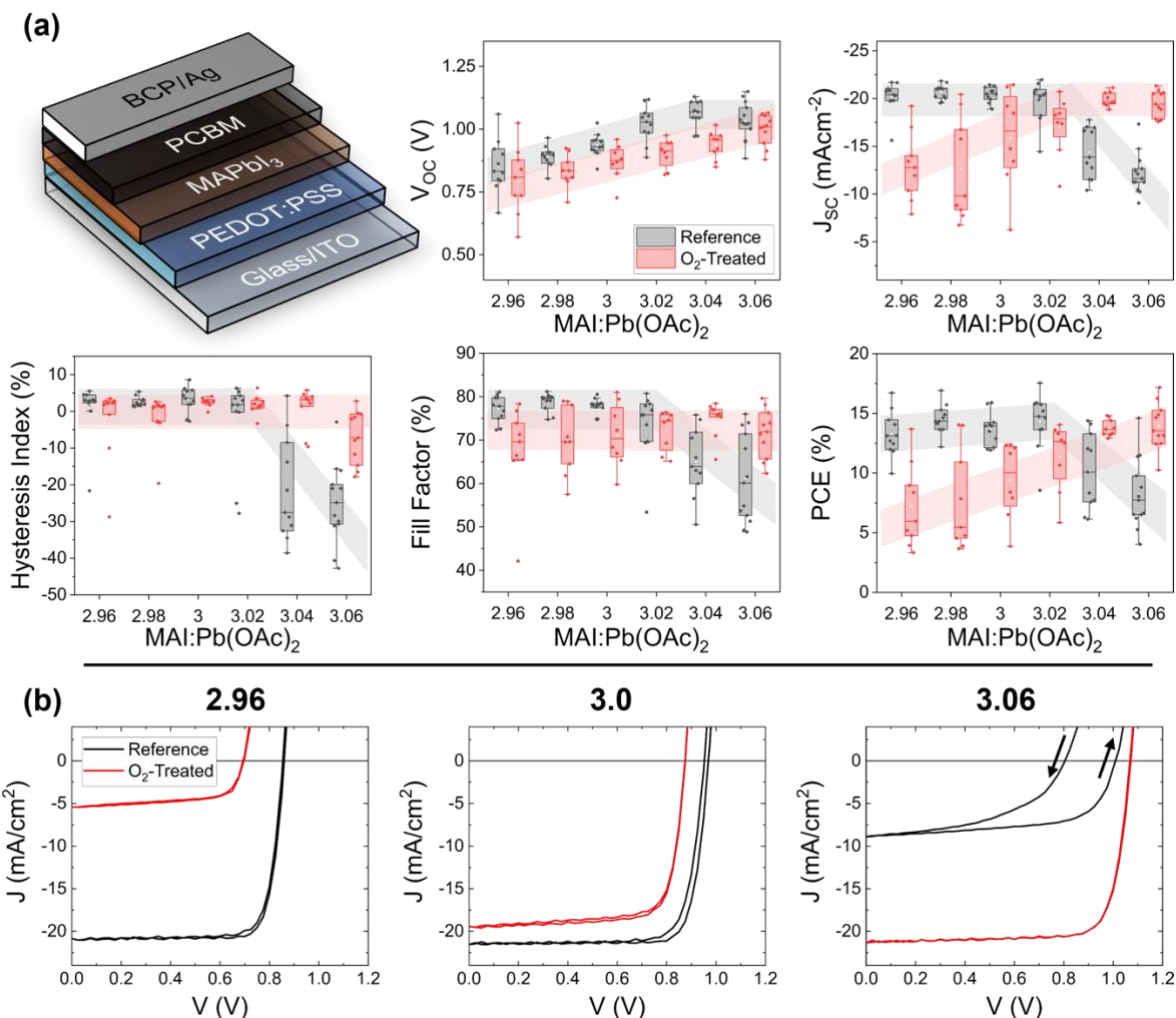 (a)
BCP/Ag
PCBM
MAPbI₃
PEDOT:PSS
Glass/ITO
V_OC (V)
1.25
1.00
0.75
0.50
Reference
O₂-Treated
2.96 2.98 3 3.02 3.04 3.06
MAI:Pb(OAc)₂
J_SC (mAcm⁻²)
-25
-20
-15
-10
-5
2.96 2.98 3 3.02 3.04 3.06
MAI:Pb(OAc)₂
Hysteresis Index (%)
10
0
-10
-20
-30
-40
-50
2.96 2.98 3 3.02 3.04 3.06
MAI:Pb(OAc)₂
Fill Factor (%)
90
80
70
60
50
40
2.96 2.98 3 3.02 3.04 3.06
MAI:Pb(OAc)₂
PCE (%)
20
15
10
5
0
2.96 2.98 3 3.02 3.04 3.06
MAI:Pb(OAc)₂
(b)
2.96
Reference
O₂-Treated
J (mA/cm²)
0
-5
-10
-15
-20
0.0 0.2 0.4 0.6 0.8 1.0 1.2
V (V)
3.0
J (mA/cm²)
0
-5
-10
-15
-20
0.0 0.2 0.4 0.6 0.8 1.0 1.2
V (V)
3.06
J (mA/cm²)
0
-5
-10
-15
-20
0.0 0.2 0.4 0.6 0.8 1.0 1.2
V (V)